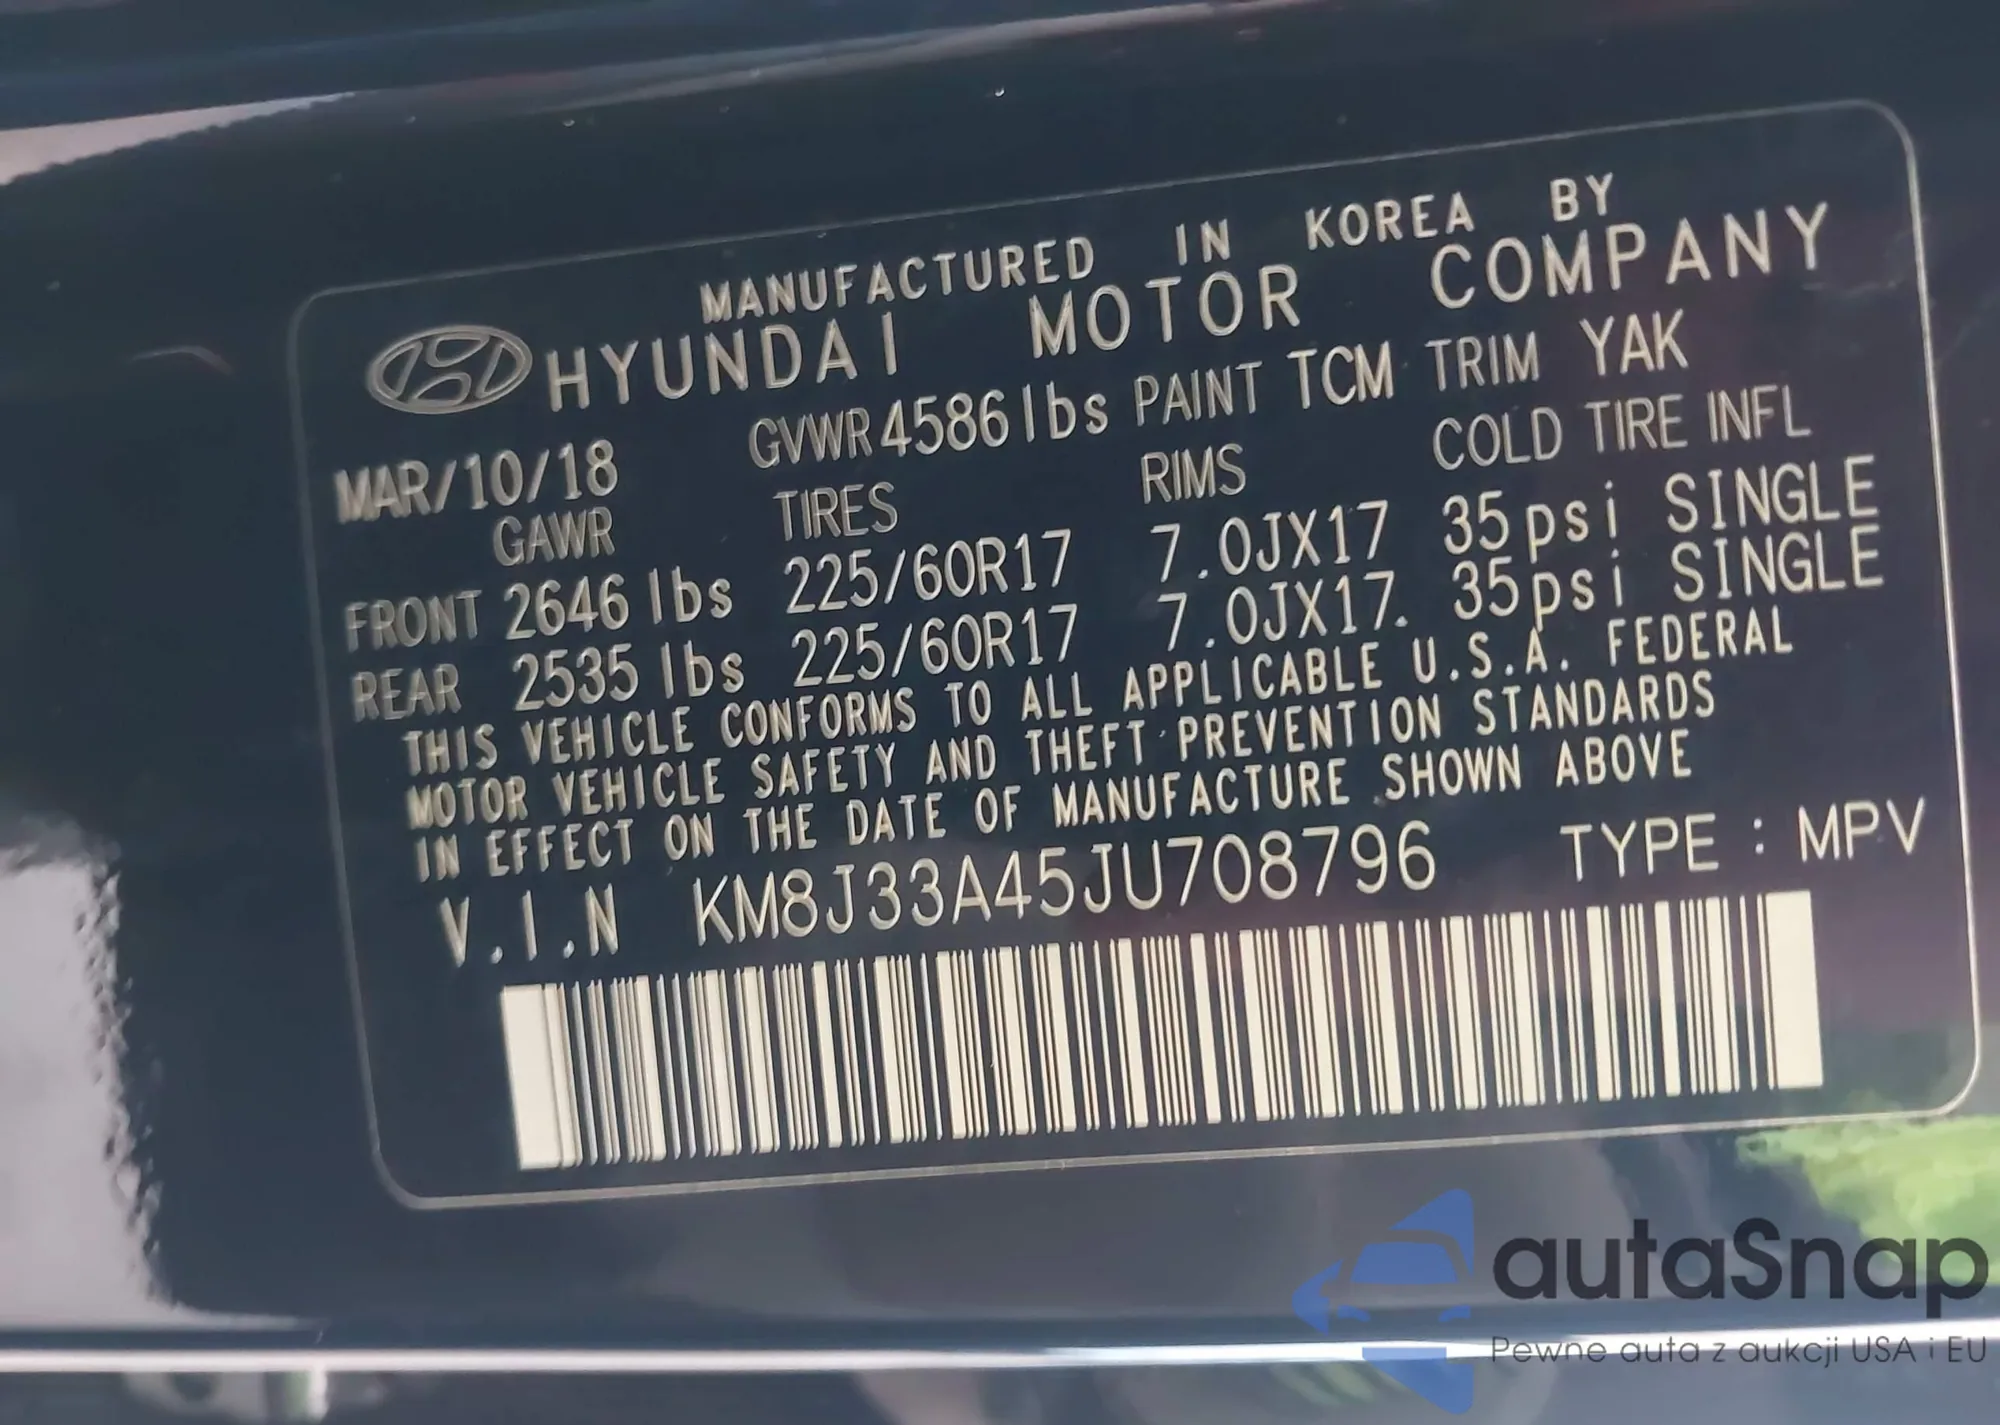 MANUFACTURED IN KOREA BY
HYUNDAI MOTOR COMPANY
MAR/10/18 GVWR 4586 lbs PAINT TCM TRIM YAK
GAWR TIRES RIMS COLD TIRE INFL
FRONT 2646 lbs 225/60R17 7.0JX17 35psi SINGLE
REAR 2535 lbs 225/60R17 7.0JX17. 35psi SINGLE
THIS VEHICLE CONFORMS TO ALL APPLICABLE U.S.A. FEDERAL
MOTOR VEHICLE SAFETY AND THEFT PREVENTION STANDARDS
IN EFFECT ON THE DATE OF MANUFACTURE SHOWN ABOVE
V.I.N KM8J33A45JU708796 TYPE : MPV
autaSnap
Pewne auta z aukcji USA i EU